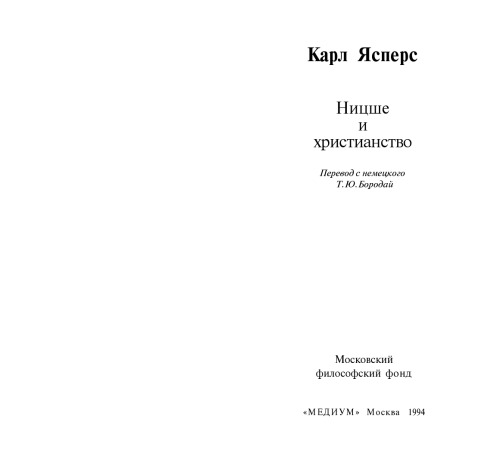 Карл Ясперс
Ницше
и
христианство
Перевод с немецкого
Т.Ю.Бородай
Московский
философский фонд
«МЕДИУМ» Москва 1994